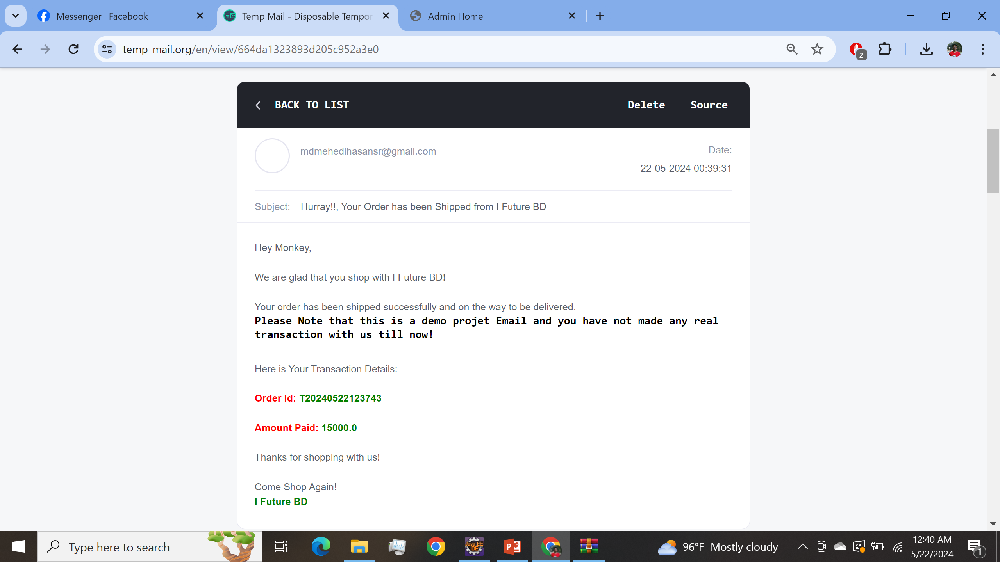 Messenger | Facebook
Temp Mail - Disposable Tempor
Admin Home
temp-mail.org/en/view/664da1323893d205c952a3e0
2
BACK TO LIST
Delete
Source
mdmehedihasansr@gmail.com
Date:
22-05-2024 00:39:31
Subject: Hurray!!, Your Order has been Shipped from I Future BD
Hey Monkey,
We are glad that you shop with I Future BD!
Your order has been shipped successfully and on the way to be delivered.
Please Note that this is a demo projet Email and you have not made any real
transaction with us till now!
Here is Your Transaction Details:
Order Id: T20240522123743
Amount Paid: 15000.0
Thanks for shopping with us!
Come Shop Again!
I Future BD
Type here to search
Java EE
IDE
P
96°F Mostly cloudy
12:40 AM
5/22/2024
1